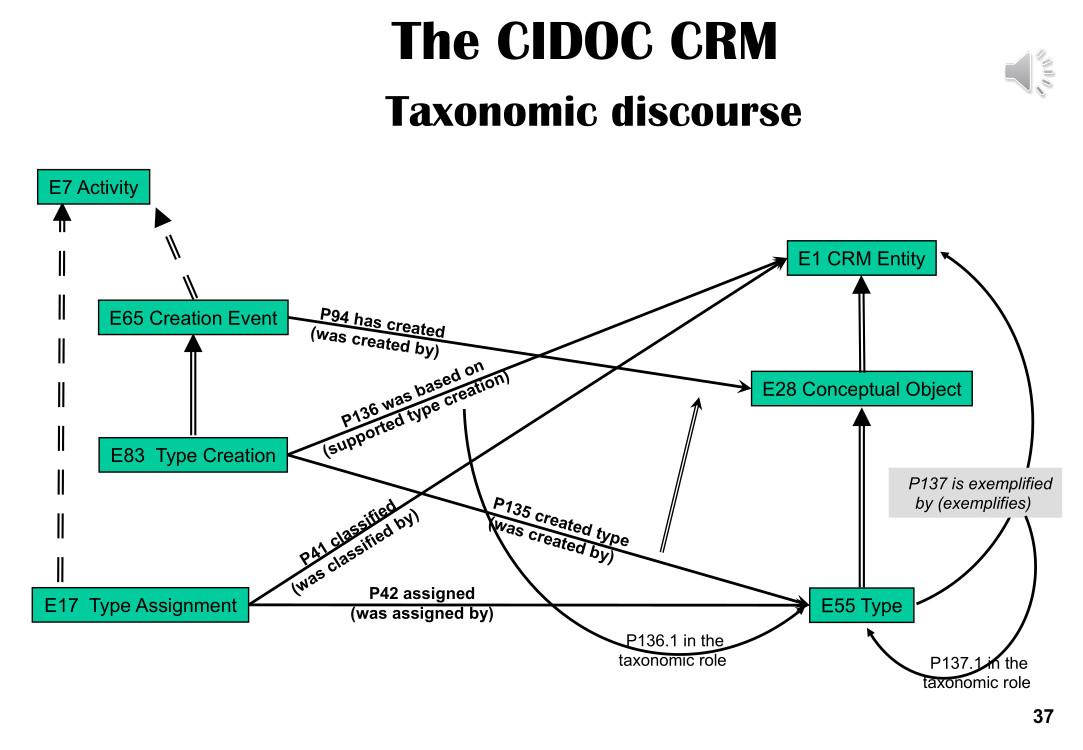 The CIDOC CRM
Taxonomic discourse
E7 Activity
E1 CRM Entity
E65 Creation Event
P94 has created
(was created by)
E28 Conceptual Object
P136 was based on
(supported type creation)
E83 Type Creation
P137 is exemplified
by (exemplifies)
P41 classified
(was classified by)
P135 created type
(was created by)
E17 Type Assignment
P42 assigned
(was assigned by)
E55 Type
P136.1 in the
taxonomic role
P137.1 in the
taxonomic role
37